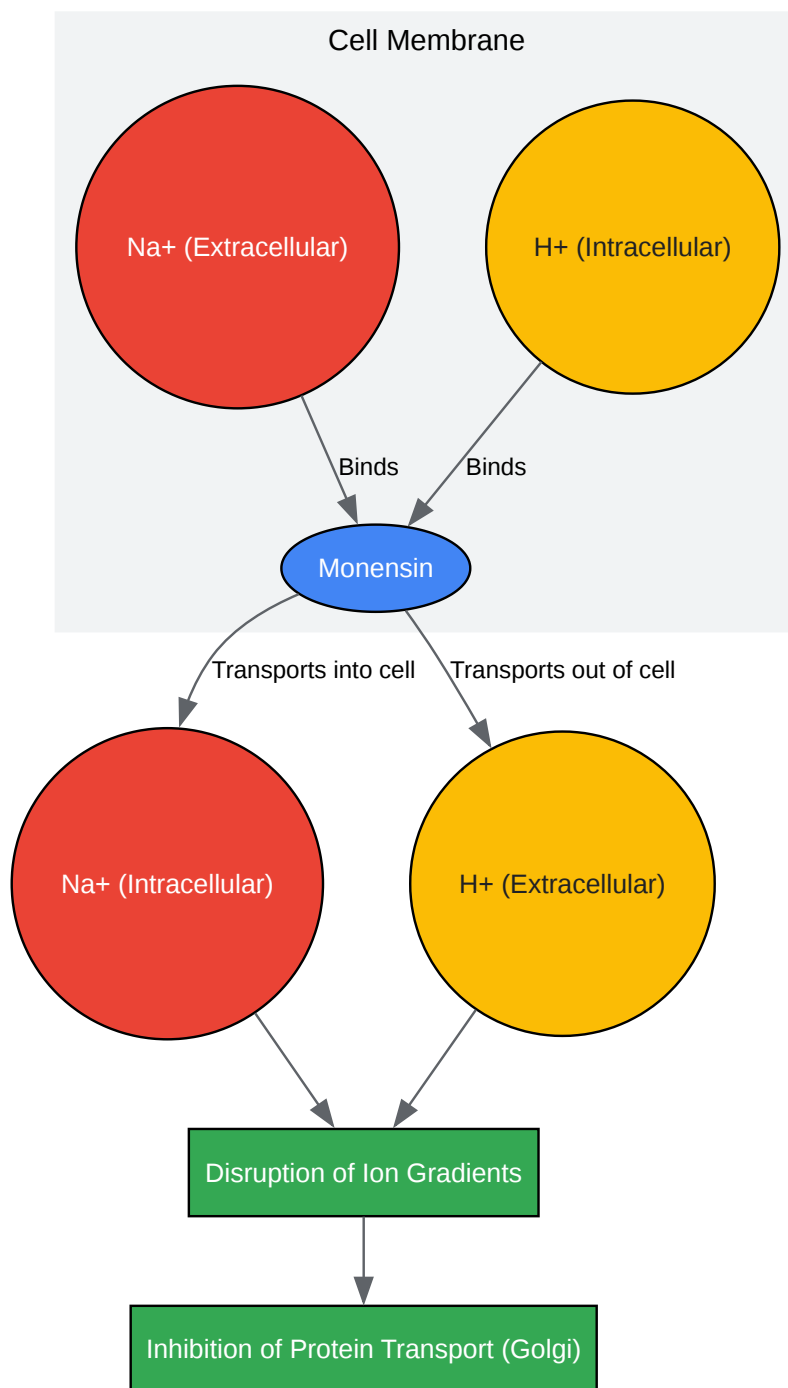 Cell Membrane
Na+ (Extracellular)
H+ (Intracellular)
Binds
Binds
Monensin
Transports into cell
Transports out of cell
Na+ (Intracellular)
H+ (Extracellular)
Disruption of Ion Gradients
Inhibition of Protein Transport (Golgi)